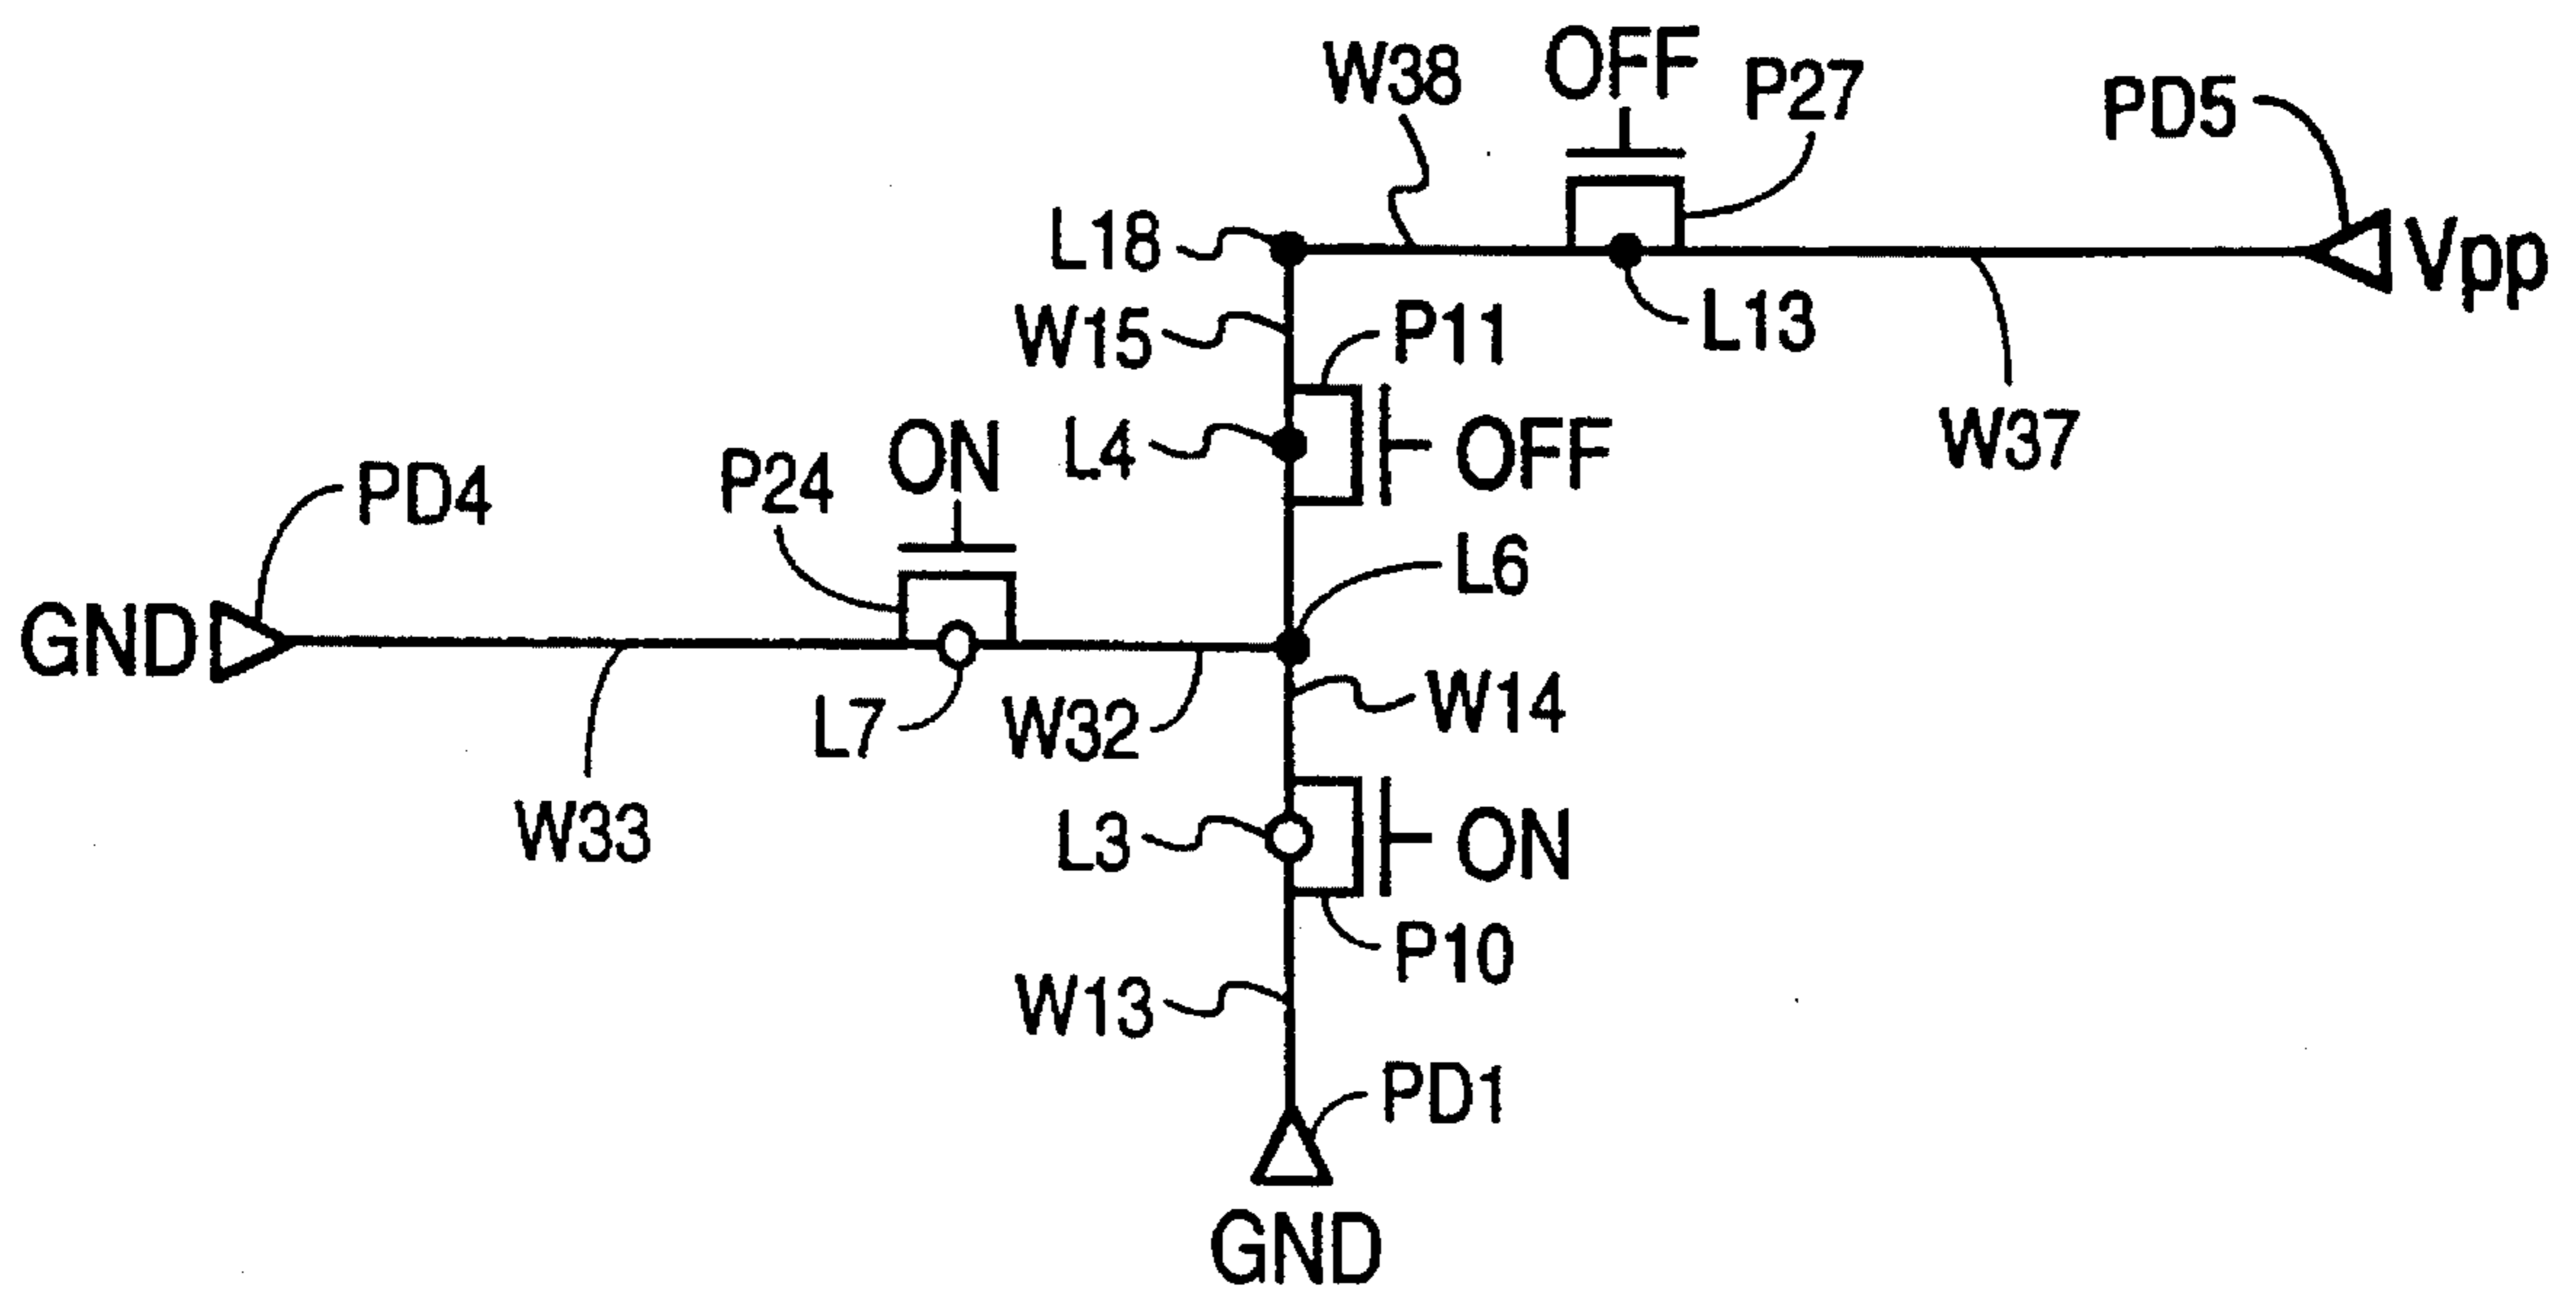 OFF
W38
P27
PD5
L18
Vpp
W15
P11
L13
ON
L4
OFF
W37
P24
PD4
L6
GND
L7
W32
W14
W33
L3
ON
P10
W13
PD1
GND